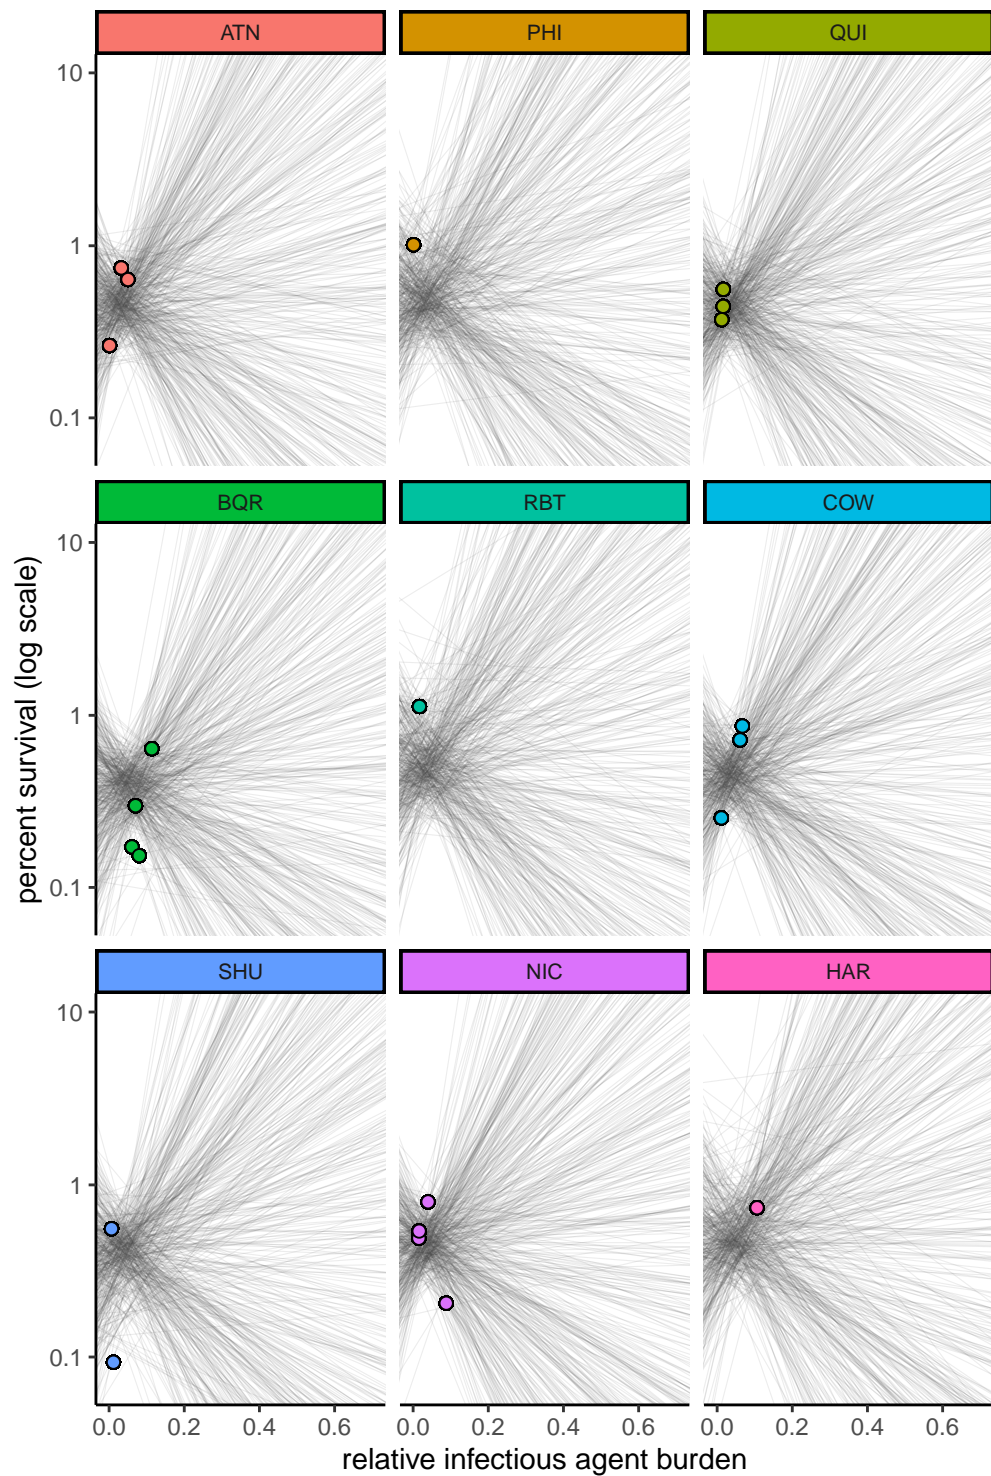 ATN PHI QUI
10
1
0.1
BQR RBT COW
10
1
0.1
percent survival (log scale)
SHU NIC HAR
10
1
0.1
0.0 0.2 0.4 0.6 0.0 0.2 0.4 0.6 0.0 0.2 0.4 0.6
relative infectious agent burden